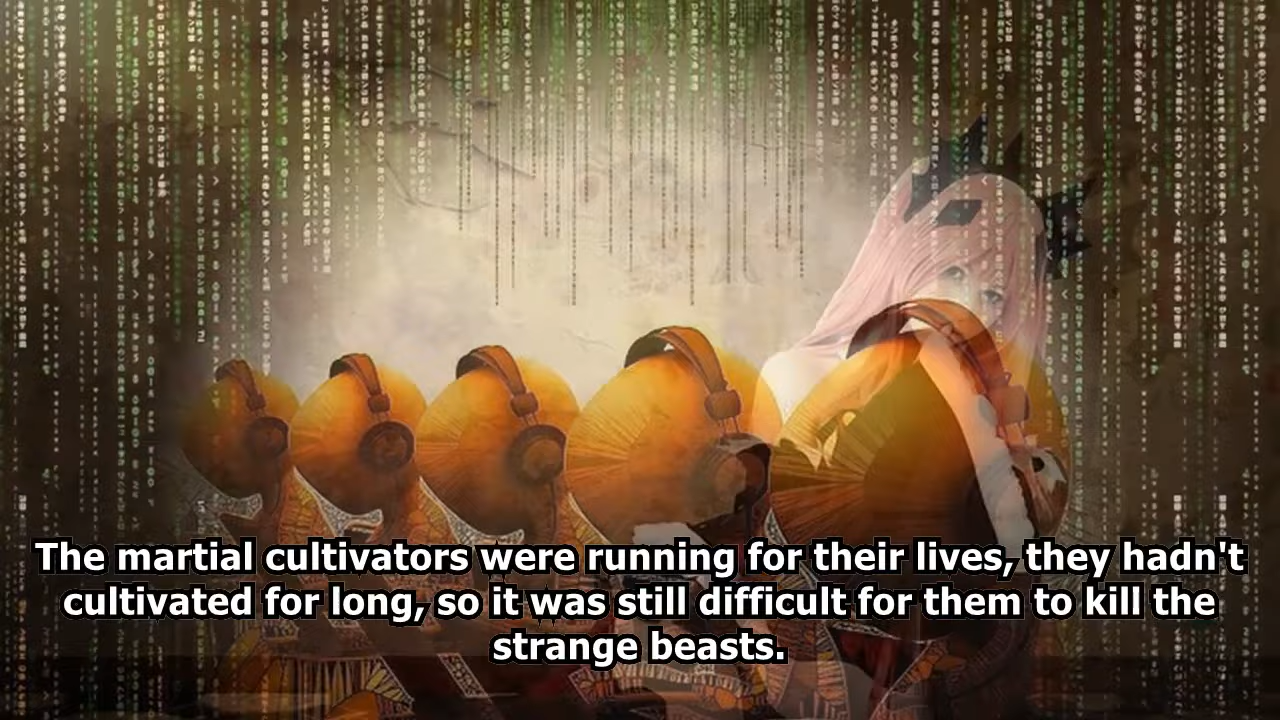 The martial cultivators were running for their lives, they hadn't
cultivated for long, so it was still difficult for them to kill the
strange beasts.